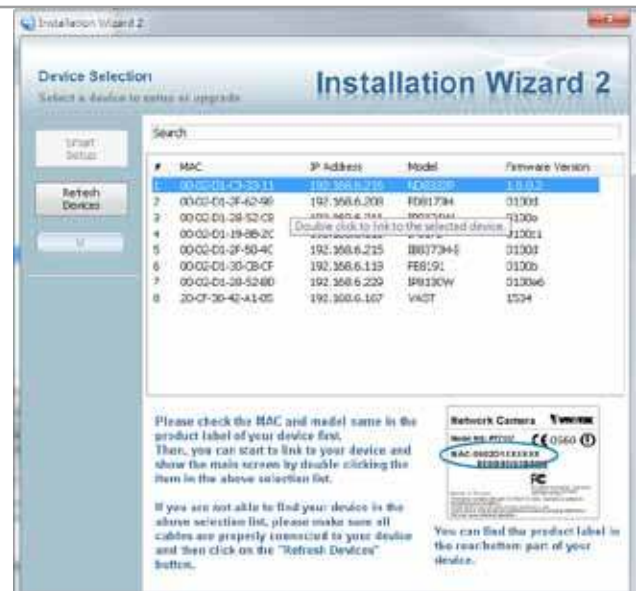 Installation Wizard 2
Device Selection
Installation Wizard 2
Select a device to setup or upgrade
Smart
Setup
Search
Refresh
Devices
# MAC IP Address Model Firmware Version
1 00-02-D1-C3-33-11 192.168.6.216 1.0.0.2
2 00-02-D1-2F-62-98 192.168.6.208 FD8173H 0100d
3 00-02-D1-28-52-C8
Double click to link to the selected device.
4 00-02-D1-19-BB-2C
5 00-02-D1-2F-50-4C 192.168.6.215 0100d
6 00-02-D1-30-CB-CF 192.168.6.119 FE8191 0100b
7 00-02-D1-28-52-BD 192.168.6.229
8 20-CF-30-42-A1-05 192.168.6.167 VAST 1534
Please check the MAC and model name in the
product label of your device first.
Then, you can start to link to your device and
show the main screen by double clicking the
item in the above selection list.
If you are not able to find your device in the
above selection list, please make sure all
cables are properly connected to your device
and then click on the "Refresh Devices"
button.
Network Camera VIVOTEK
CE 0560
FC
You can find the product label in
the rear/bottom part of your
device.